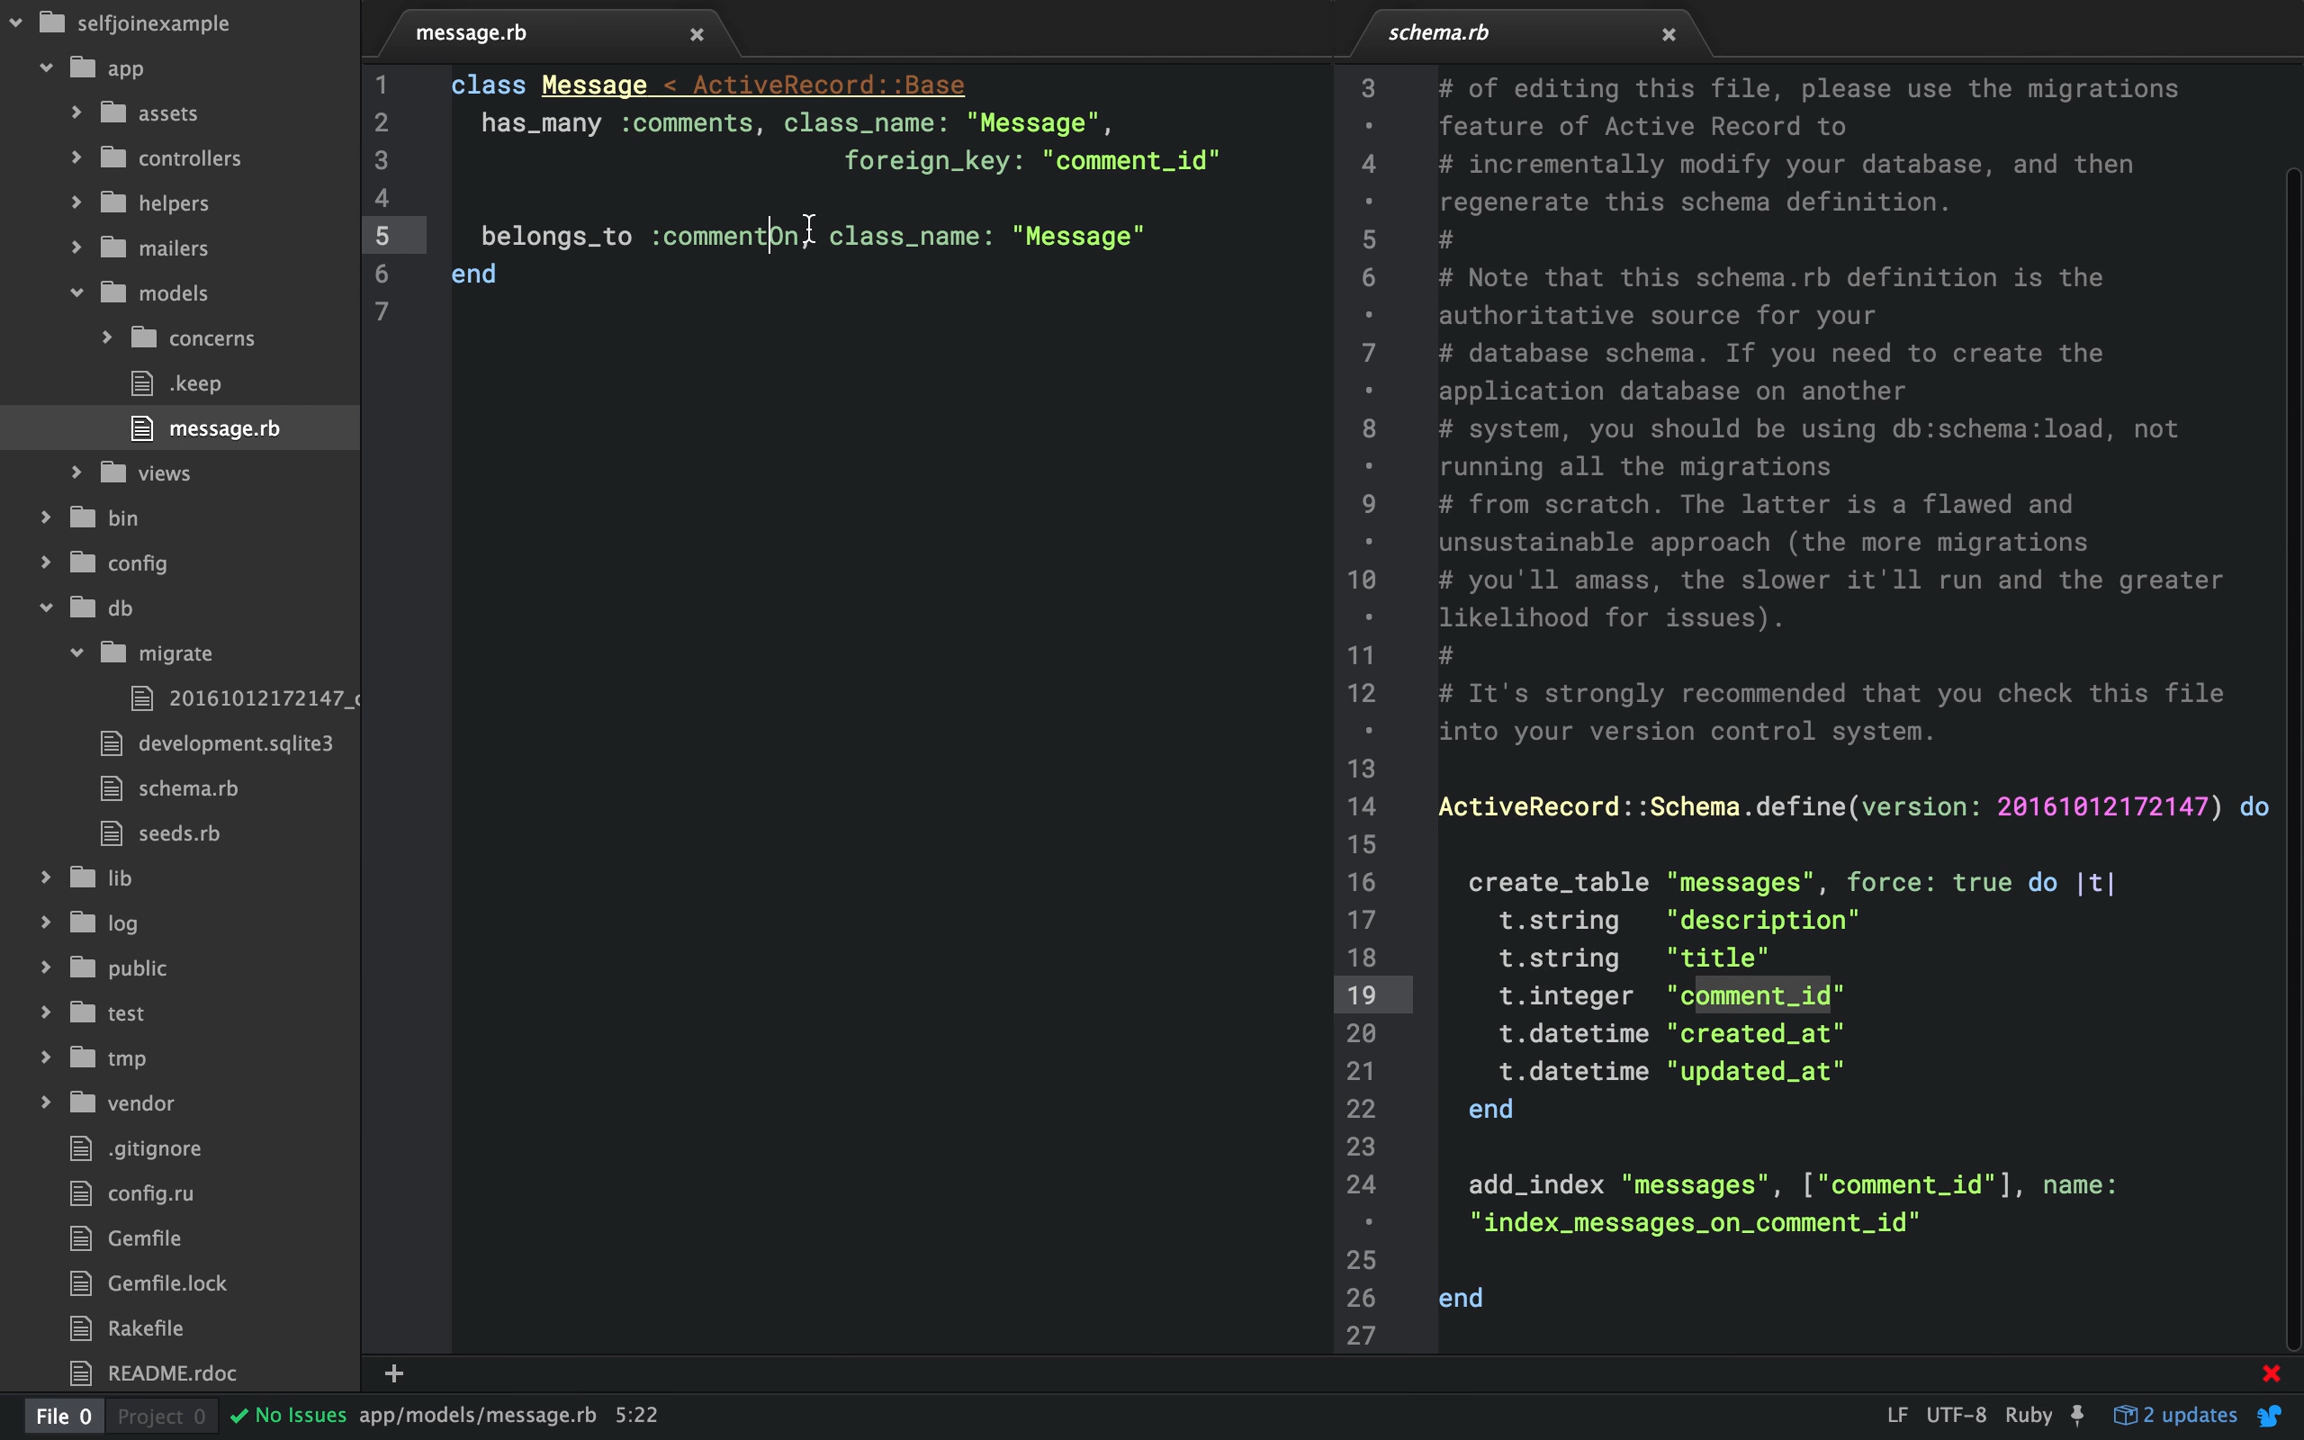 selfjoinexample
app
assets
controllers
helpers
mailers
models
concerns
.keep
message.rb
views
bin
config
db
migrate
20161012172147_c
development.sqlite3
schema.rb
seeds.rb
lib
log
public
test
tmp
vendor
.gitignore
config.ru
Gemfile
Gemfile.lock
Rakefile
README.rdoc
message.rb ×
1 class Message < ActiveRecord::Base
2 has_many :comments, class_name: "Message",
3 foreign_key: "comment_id"
4
5 belongs_to :commentOn, class_name: "Message"
6 end
7
schema.rb ×
3 # of editing this file, please use the migrations
• feature of Active Record to
4 # incrementally modify your database, and then
• regenerate this schema definition.
5 #
6 # Note that this schema.rb definition is the
• authoritative source for your
7 # database schema. If you need to create the
• application database on another
8 # system, you should be using db:schema:load, not
• running all the migrations
9 # from scratch. The latter is a flawed and
• unsustainable approach (the more migrations
10 # you'll amass, the slower it'll run and the greater
• likelihood for issues).
11 #
12 # It's strongly recommended that you check this file
• into your version control system.
13
14 ActiveRecord::Schema.define(version: 20161012172147) do
15
16 create_table "messages", force: true do |t|
17 t.string "description"
18 t.string "title"
19 t.integer "comment_id"
20 t.datetime "created_at"
21 t.datetime "updated_at"
22 end
23
24 add_index "messages", ["comment_id"], name:
• "index_messages_on_comment_id"
25
26 end
27
+
File 0 Project 0 No Issues app/models/message.rb 5:22 LF UTF-8 Ruby 2 updates